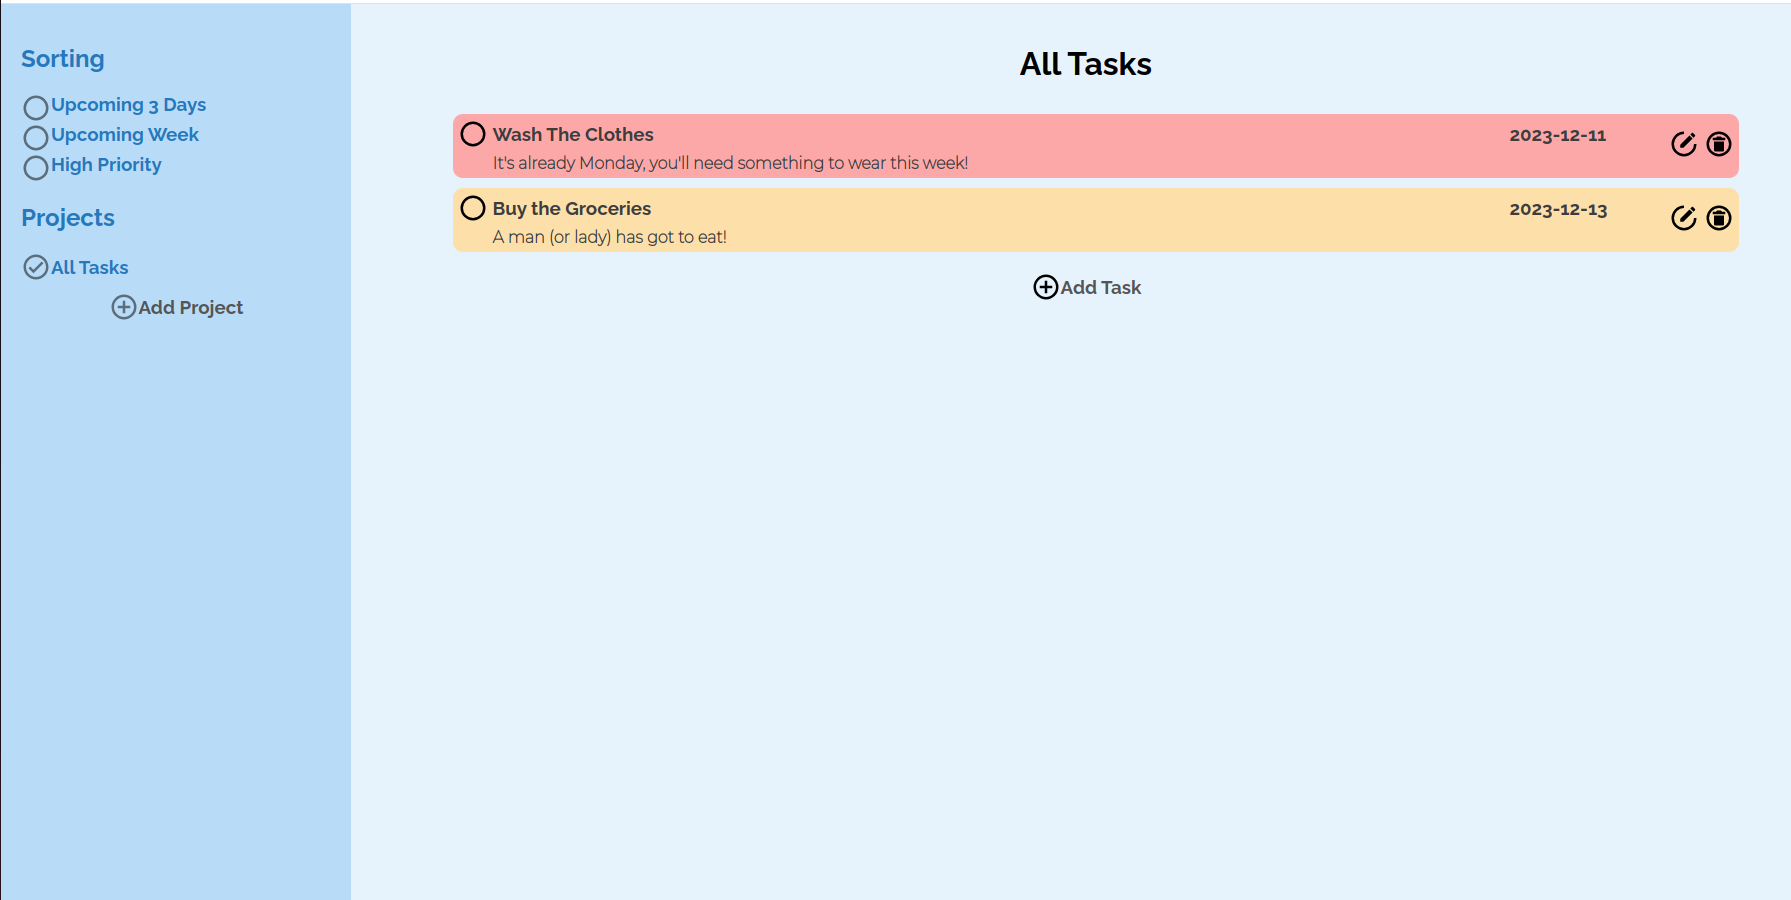 Sorting
Upcoming 3 Days
Upcoming Week
High Priority
Projects
All Tasks
Add Project
All Tasks
Wash The Clothes 2023-12-11
It's already Monday, you'll need something to wear this week!
Buy the Groceries 2023-12-13
A man (or lady) has got to eat!
Add Task